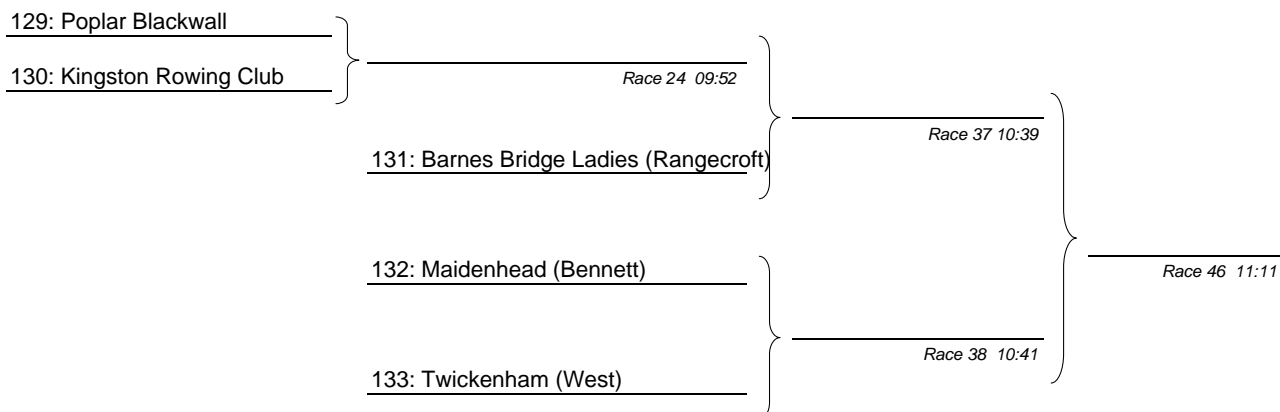 129: Poplar Blackwall
130: Kingston Rowing Club
Race 24 09:52
Race 37 10:39
131: Barnes Bridge Ladies (Rangecroft)
132: Maidenhead (Bennett)
Race 46 11:11
Race 38 10:41
133: Twickenham (West)